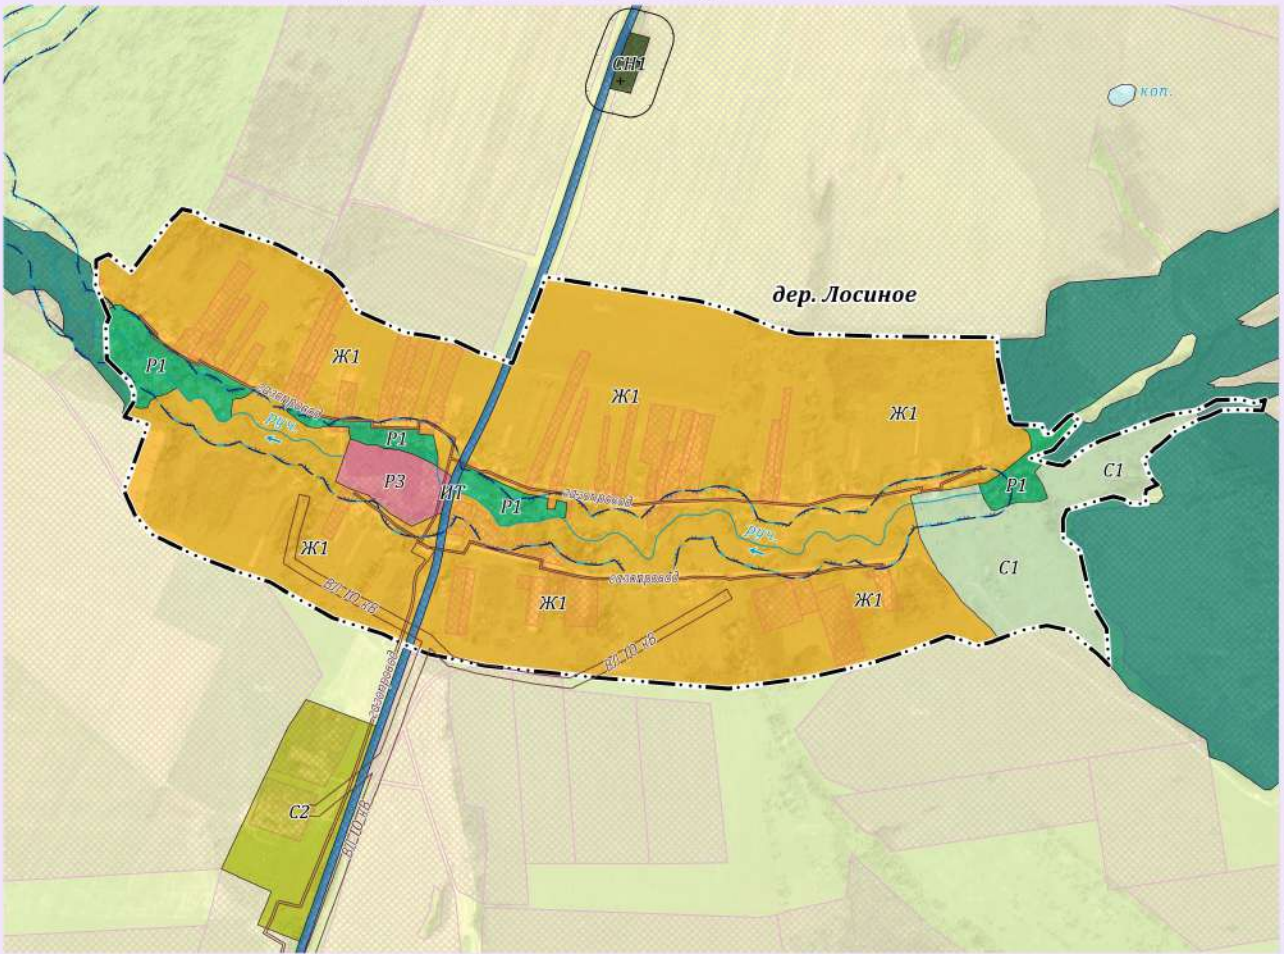 СН1
коп.
дер. Лосиное
Ж1
Р1
Ж1
газопровод
Ж1
руч.
Р1
С1
Р3
ИТ
Р1
Р1
газопровод
руч.
Ж1
С1
газопровод
ВЛ 10 кВ
Ж1
Ж1
ВЛ 10 кВ
газопровод
С2
ВЛ 10 кВ